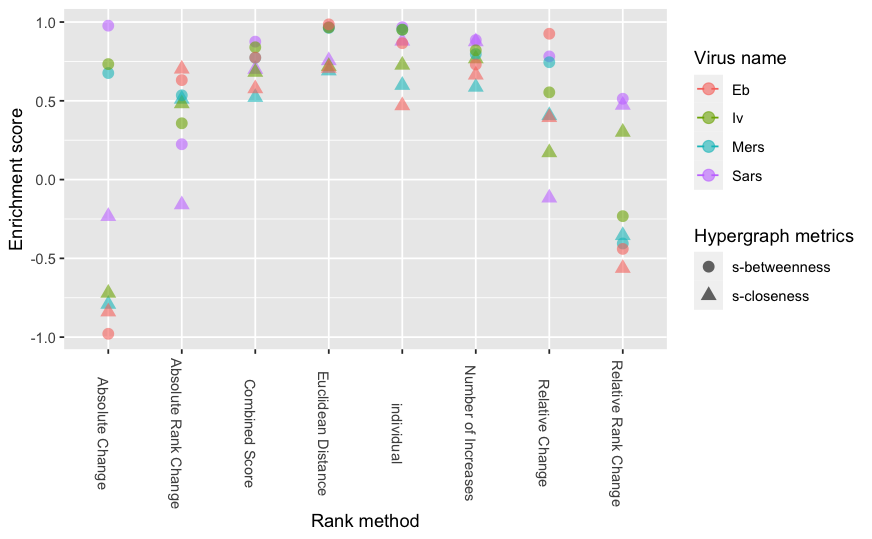 Enrichment score
1.0
0.5
0.0
-0.5
-1.0
Absolute Change
Absolute Rank Change
Combined Score
Euclidean Distance
individual
Number of Increases
Relative Change
Relative Rank Change
Rank method
Virus name
Eb
Iv
Mers
Sars
Hypergraph metrics
s-betweenness
s-closeness